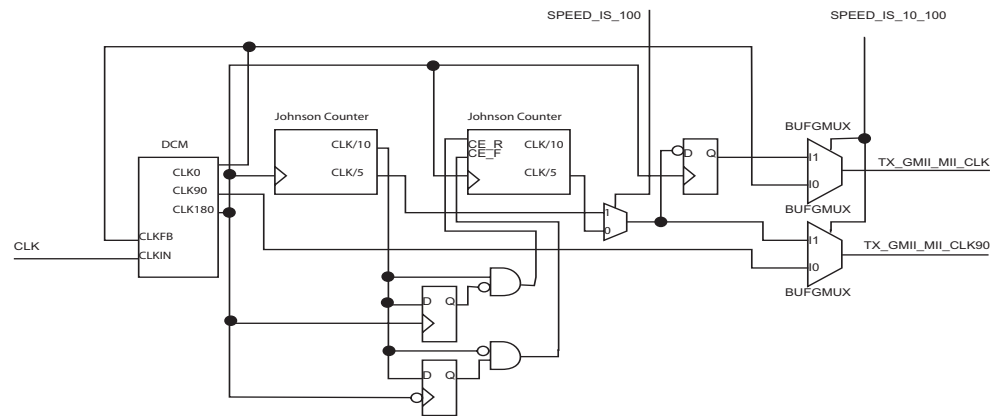 SPEED_IS_100
SPEED_IS_10_100
Johnson Counter
Johnson Counter
BUFGMUX
DCM
CLK/10
CE_R
CE_F
CLK/10
D
Q
I1
TX_GMII_MII_CLK
CLK0
CLK/5
CLK/5
CLK90
I0
CLK180
1
BUFGMUX
0
CLK
CLKFB
I1
TX_GMII_MII_CLK90
CLKIN
I0
BUFGMUX
D
Q
D
Q